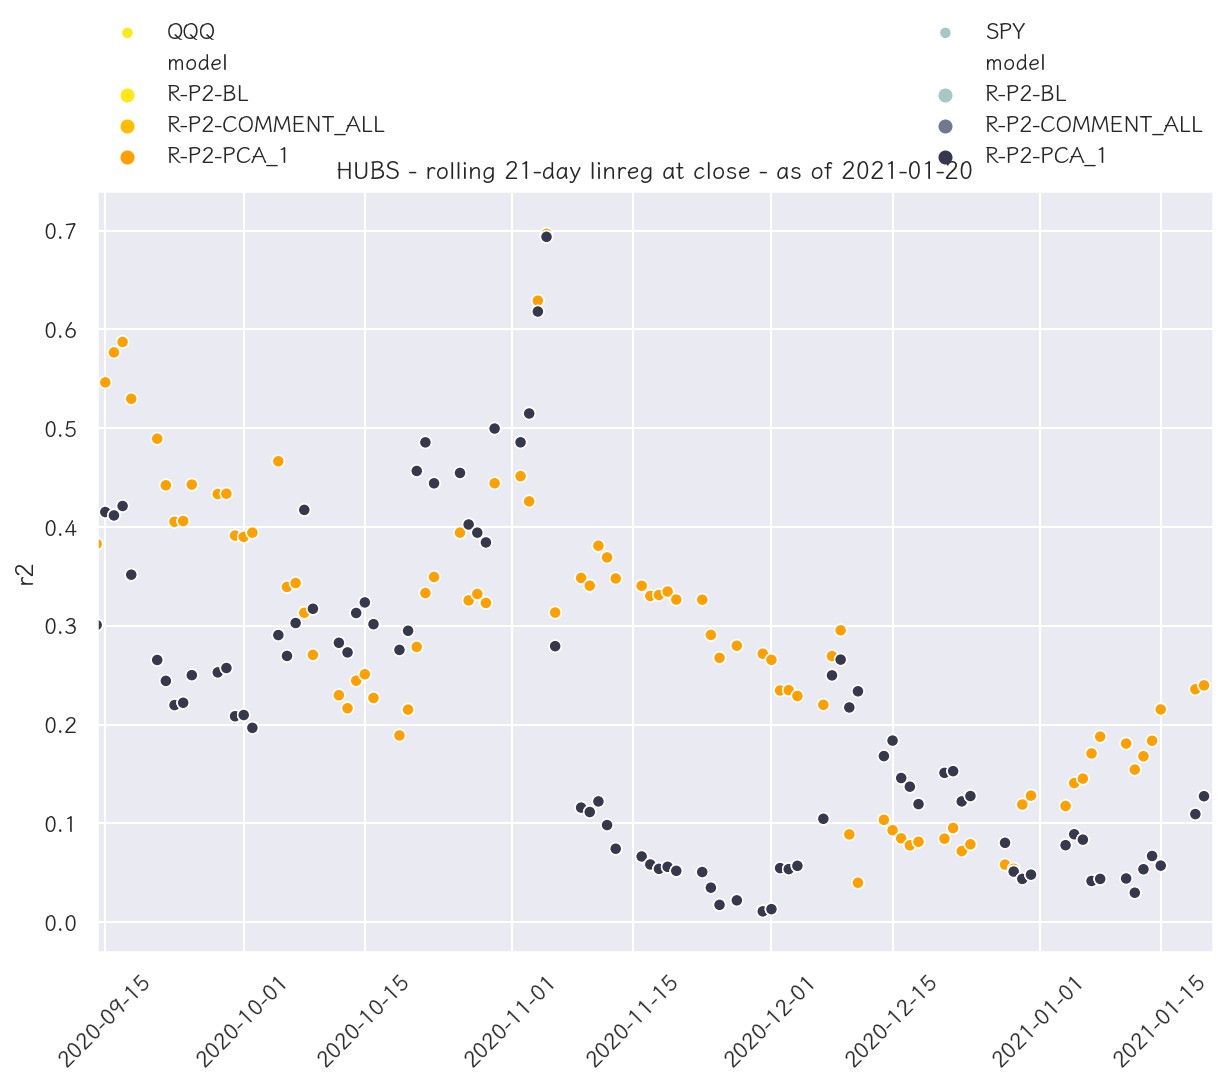 QQQ
model
R-P2-BL
R-P2-COMMENT_ALL
R-P2-PCA_1
SPY
model
R-P2-BL
R-P2-COMMENT_ALL
R-P2-PCA_1
HUBS - rolling 21-day linreg at close - as of 2021-01-20
r2
0.7
0.6
0.5
0.4
0.3
0.2
0.1
0.0
2020-09-15
2020-10-01
2020-10-15
2020-11-01
2020-11-15
2020-12-01
2020-12-15
2021-01-01
2021-01-15